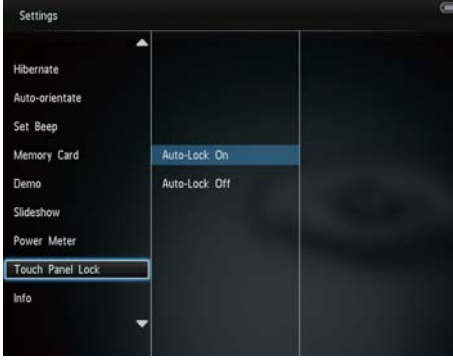 Settings
Hibernate
Auto-orientate
Set Beep
Memory Card
Auto-Lock On
Demo
Auto-Lock Off
Slideshow
Power Meter
Touch Panel Lock
Info